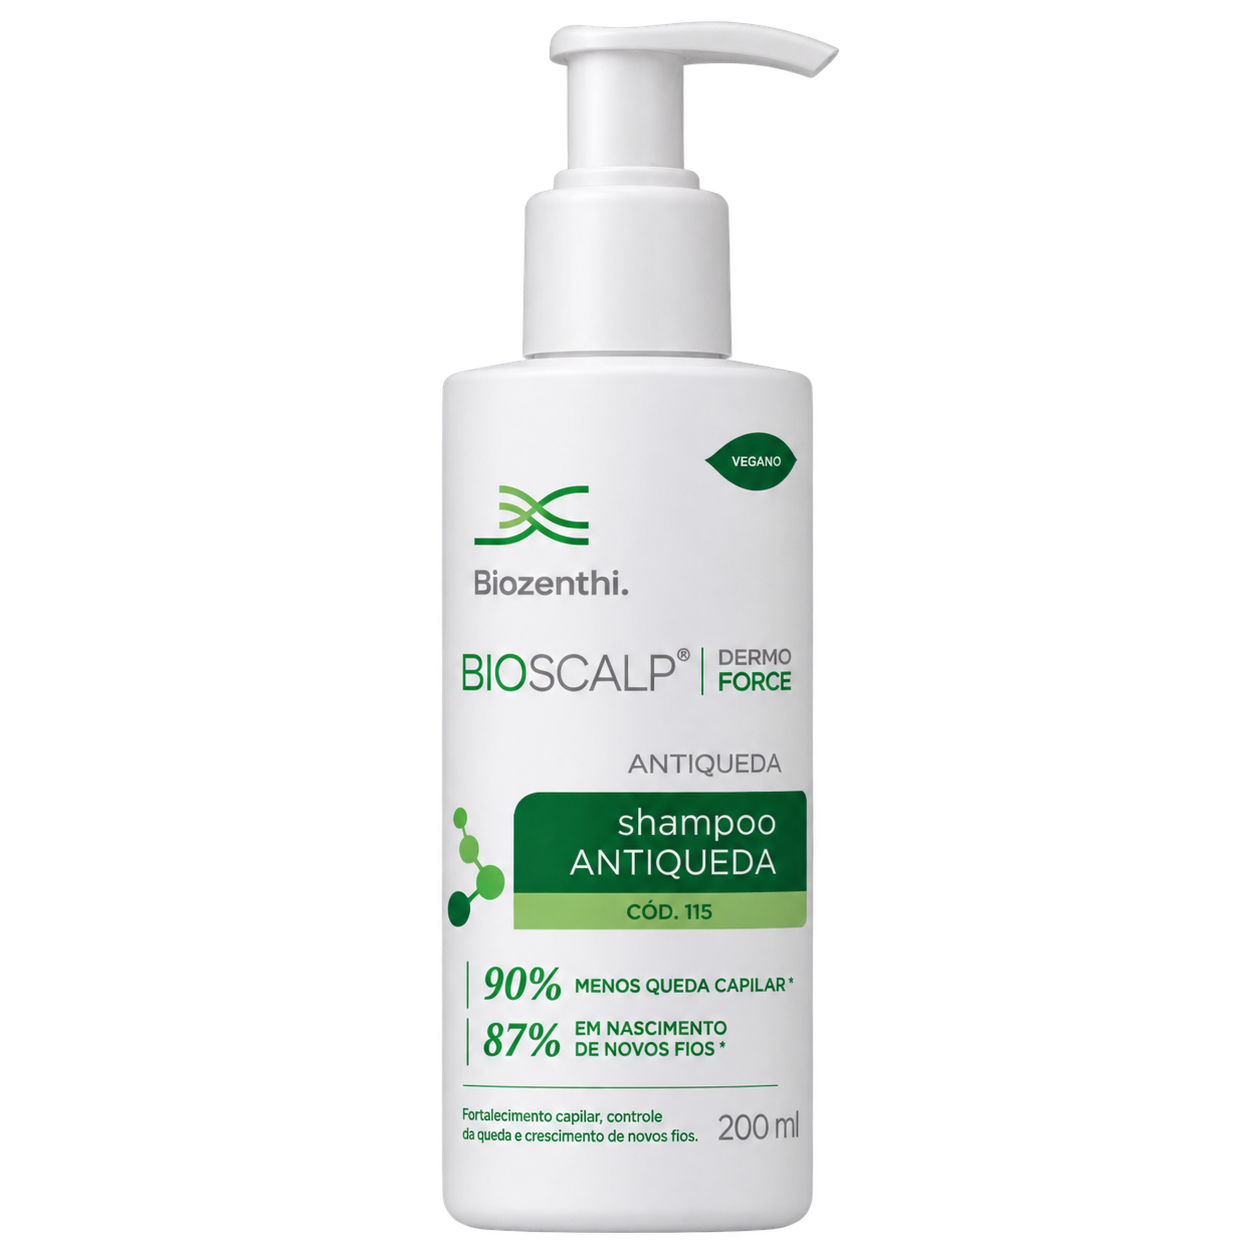 VEGANO
Biozenthi.
BIOSCALP® | DERMO
FORCE
ANTIQUEDA
shampoo
ANTIQUEDA
CÓD. 115
90% MENOS QUEDA CAPILAR*
87% EM NASCIMENTO
DE NOVOS FIOS*
Fortalecimento capilar, controle
da queda e crescimento de novos fios.
200 ml